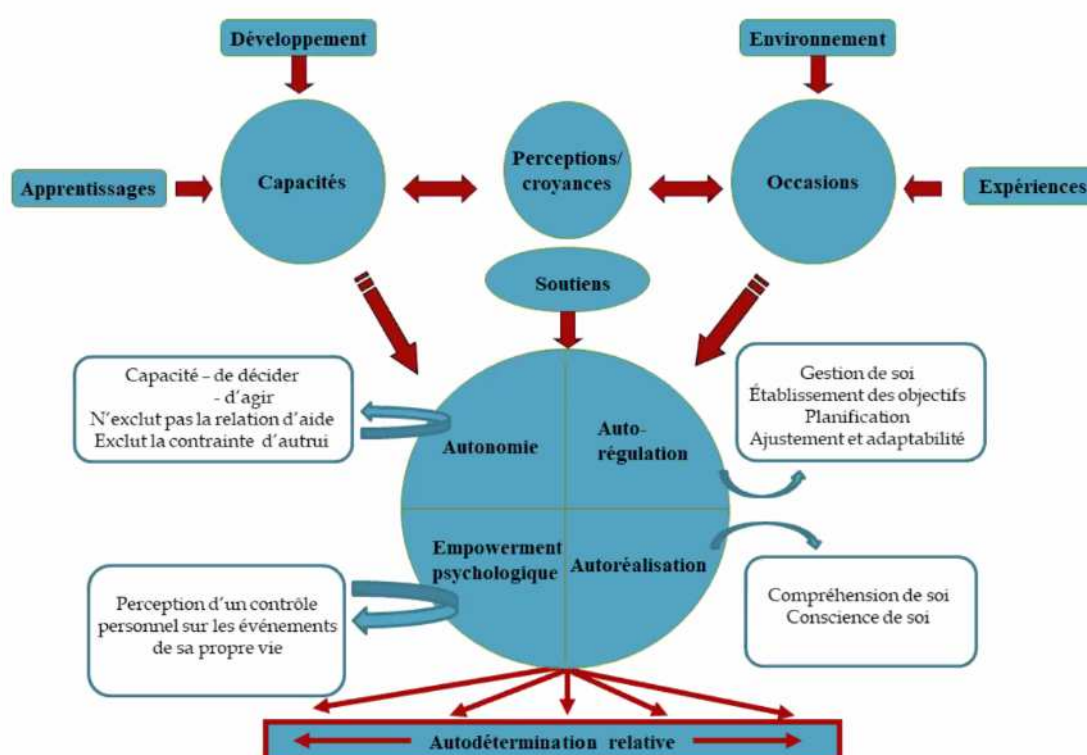 Développement
Environnement
Apprentissages
Capacités
Perceptions/
croyances
Occasions
Expériences
Soutiens
Capacité – de décider
- d’agir
N’exclut pas la relation d’aide
Exclut la contrainte d’autrui
Autonomie
Auto-
régulation
Gestion de soi
Établissement des objectifs
Planification
Ajustement et adaptabilité
Empowerment
psychologique
Autoréalisation
Perception d’un contrôle
personnel sur les événements
de sa propre vie
Compréhension de soi
Conscience de soi
Autodétermination relative